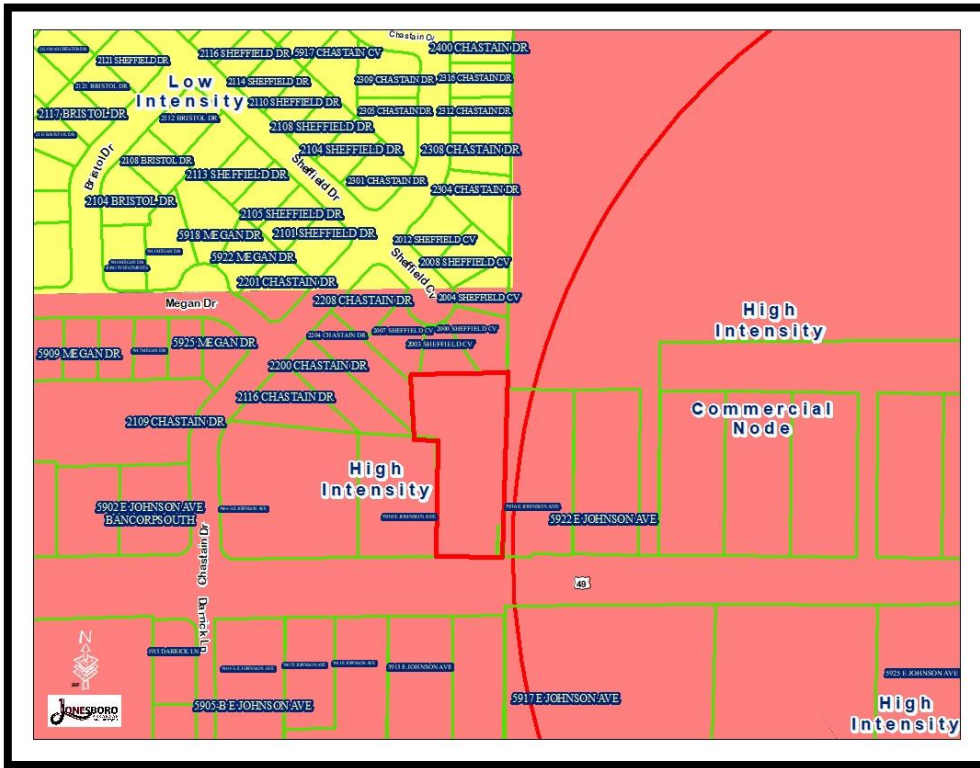 Chastain Cv
2116 SHEFFIELD DR
5917 CHASTAIN CV
2400 CHASTAIN DR
2121 SHEFFIELD DR
Low
Intensity
2114 SHEFFIELD DR
2309 CHASTAIN DR
2316 CHASTAIN DR
2121 BRISTOL DR
2110 SHEFFIELD DR
2117 BRISTOL DR
2112 BRISTOL DR
2305 CHASTAIN DR
2312 CHASTAIN DR
2108 SHEFFIELD DR
2104 SHEFFIELD DR
2308 CHASTAIN DR
Bristol Dr
2108 BRISTOL DR
Sheffield Dr
2113 SHEFFIELD DR
2301 CHASTAIN DR
2304 CHASTAIN DR
2104 BRISTOL DR
2105 SHEFFIELD DR
5918 MEGAN DR
2101 SHEFFIELD DR
2012 SHEFFIELD CV
5922 MEGAN DR
2008 SHEFFIELD CV
Sheffield Cv
2201 CHASTAIN DR
Megan Dr
2208 CHASTAIN DR
2004 SHEFFIELD CV
High
Intensity
2204 CHASTAIN DR
2007 SHEFFIELD CV
2000 SHEFFIELD CV
5909 MEGAN DR
5925 MEGAN DR
2003 SHEFFIELD CV
2200 CHASTAIN DR
2116 CHASTAIN DR
2109 CHASTAIN DR
Commercial
Node
High
Intensity
5902 E JOHNSON AVE
BANCORPSOUTH
5922 E JOHNSON AVE
Chastain Dr
49
Darrick Ln
N
1915 DARRICK LN
5913 E JOHNSON AVE
5925 E JOHNSON AVE
5905-B E JOHNSON AVE
5917 E JOHNSON AVE
High
Intensity
JONESBORO